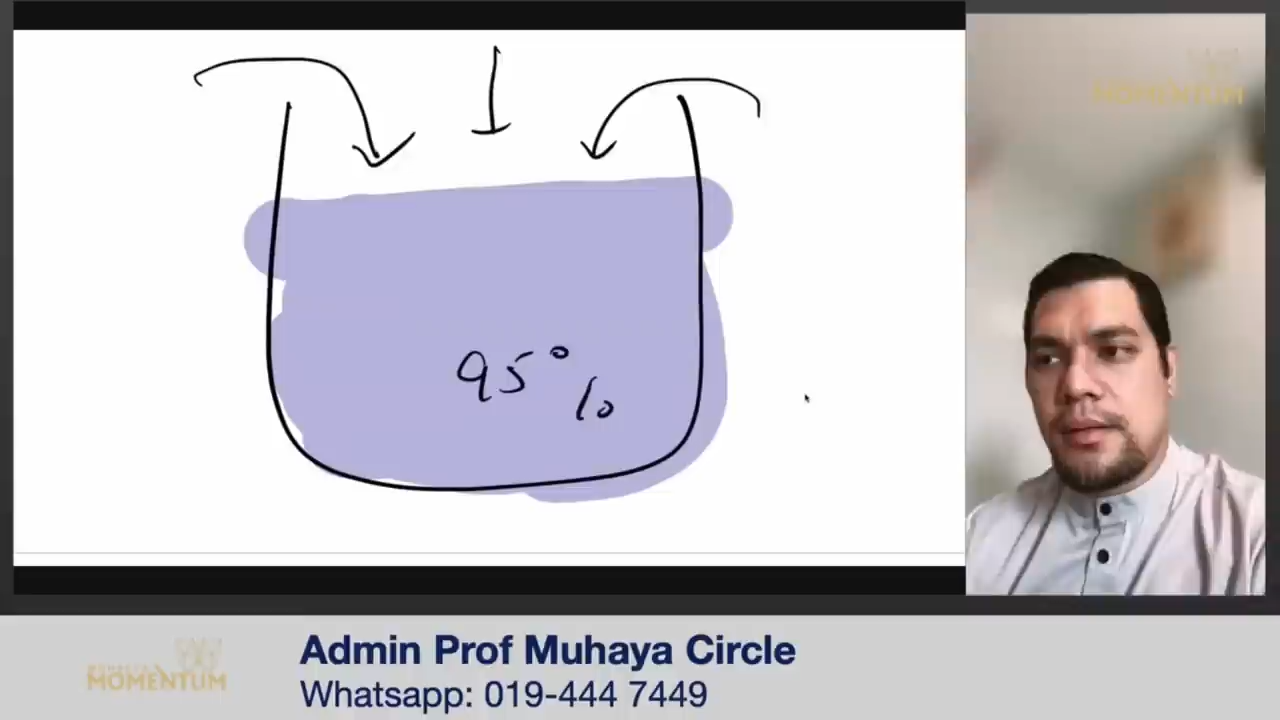 MOMENTUM
95%
MOMENTUM
Admin Prof Muhaya Circle
Whatsapp: 019-444 7449